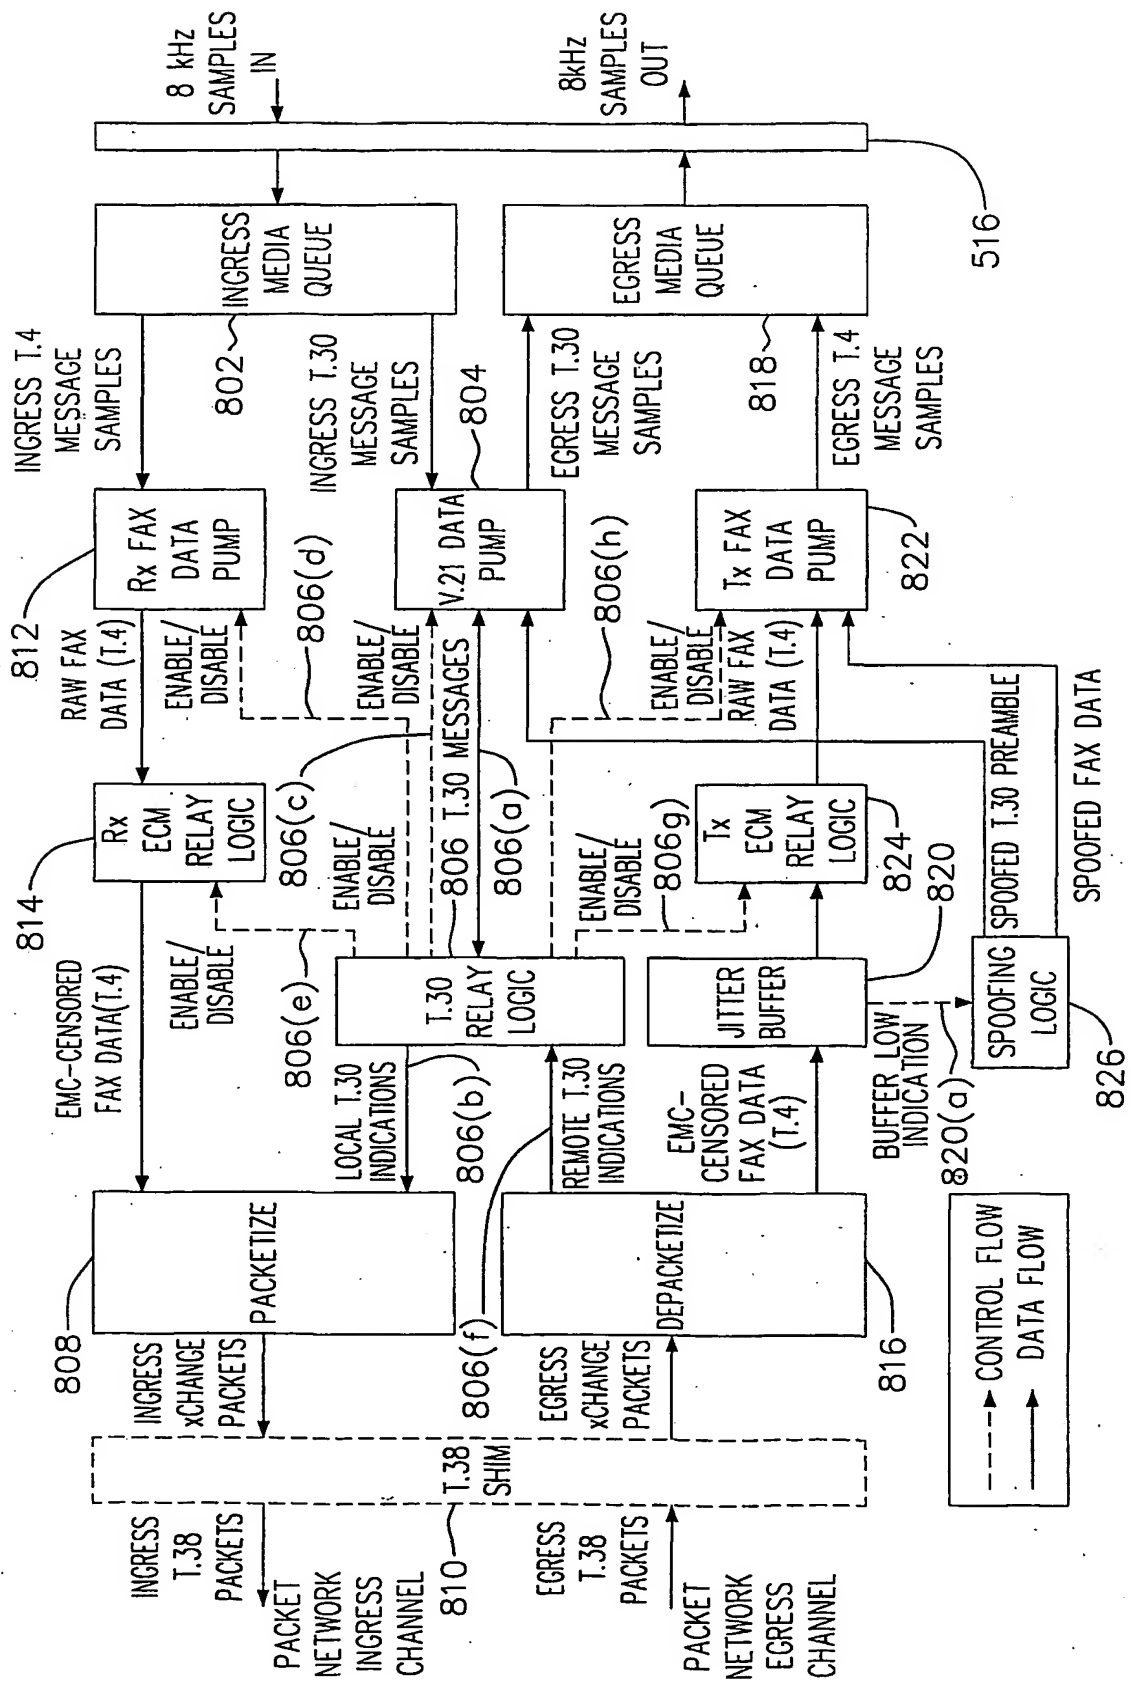 8 kHz
SAMPLES
IN
8kHz
SAMPLES
OUT
516
INGRESS
MEDIA
QUEUE
802
EGRESS
MEDIA
QUEUE
818
INGRESS T.4
MESSAGE
SAMPLES
INGRESS T.30
MESSAGE
SAMPLES
EGRESS T.30
MESSAGE
SAMPLES
EGRESS T.4
MESSAGE
SAMPLES
812
Rx FAX
DATA
PUMP
804
V.21 DATA
PUMP
Tx FAX
DATA
PUMP
822
RAW FAX
DATA (T.4)
ENABLE/
DISABLE
806(d)
ENABLE/
DISABLE
806(h)
ENABLE/
DISABLE
RAW FAX
DATA (T.4)
814
Rx
ECM
RELAY
LOGIC
806(c)
ENABLE/
DISABLE
806 T.30 MESSAGES
806(a)
ENABLE/
DISABLE
806g)
Tx
ECM
RELAY
LOGIC
824
820
SPOOFED T.30 PREAMBLE
SPOOFED FAX DATA
EMC-CENSORED
FAX DATA(T.4)
ENABLE/
DISABLE
806(e)
T.30
RELAY
LOGIC
JITTER
BUFFER
SPOOFING
LOGIC
826
LOCAL T.30
INDICATIONS
806(b)
REMOTE T.30
INDICATIONS
806(f)
EMC-
CENSORED
FAX DATA
(T.4)
BUFFER LOW
INDICATION
820(a)
808
PACKETIZE
DEPACKETIZE
816
INGRESS
xCHANGE
PACKETS
EGRESS
xCHANGE
PACKETS
T.38
SHIM
810
INGRESS
T.38
PACKETS
EGRESS
T.38
PACKETS
PACKET
NETWORK
INGRESS
CHANNEL
PACKET
NETWORK
EGRESS
CHANNEL
CONTROL FLOW
DATA FLOW